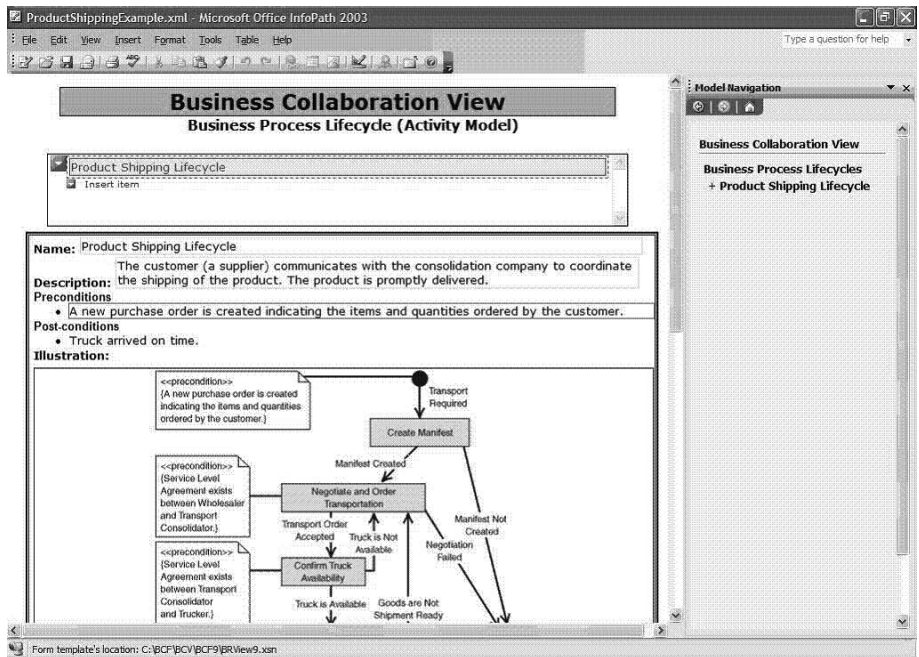 ProductShippingExample.xml - Microsoft Office InfoPath 2003
File Edit View Insert Format Tools Table Help
Type a question for help
Business Collaboration View
Business Process Lifecycle (Activity Model)
Product Shipping Lifecycle
Insert item
Name: Product Shipping Lifecycle
Description: The customer (a supplier) communicates with the consolidation company to coordinate
the shipping of the product. The product is promptly delivered.
Preconditions
• A new purchase order is created indicating the items and quantities ordered by the customer.
Post-conditions
• Truck arrived on time.
Illustration:
<<precondition>>
{A new purchase order is created
indicating the items and quantities
ordered by the customer.}
Transport
Required
Create Manifest
Manifest Created
<<precondition>>
{Service Level
Agreement exists
between Wholesaler
and Transport
Consolidator.}
Negotiate and Order
Transportation
Transport Order
Accepted
Truck is Not
Available
Negotiation
Failed
Manifest Not
Created
<<precondition>>
{Service Level
Agreement exists
between Transport
Consolidator
and Trucker.}
Confirm Truck
Availability
Truck is Available
Goods are Not
Shipment Ready
Model Navigation
Business Collaboration View
Business Process Lifecycles
+ Product Shipping Lifecycle
Form template's location: C:\BCF\BCV\BCF9\BRView9.xsn